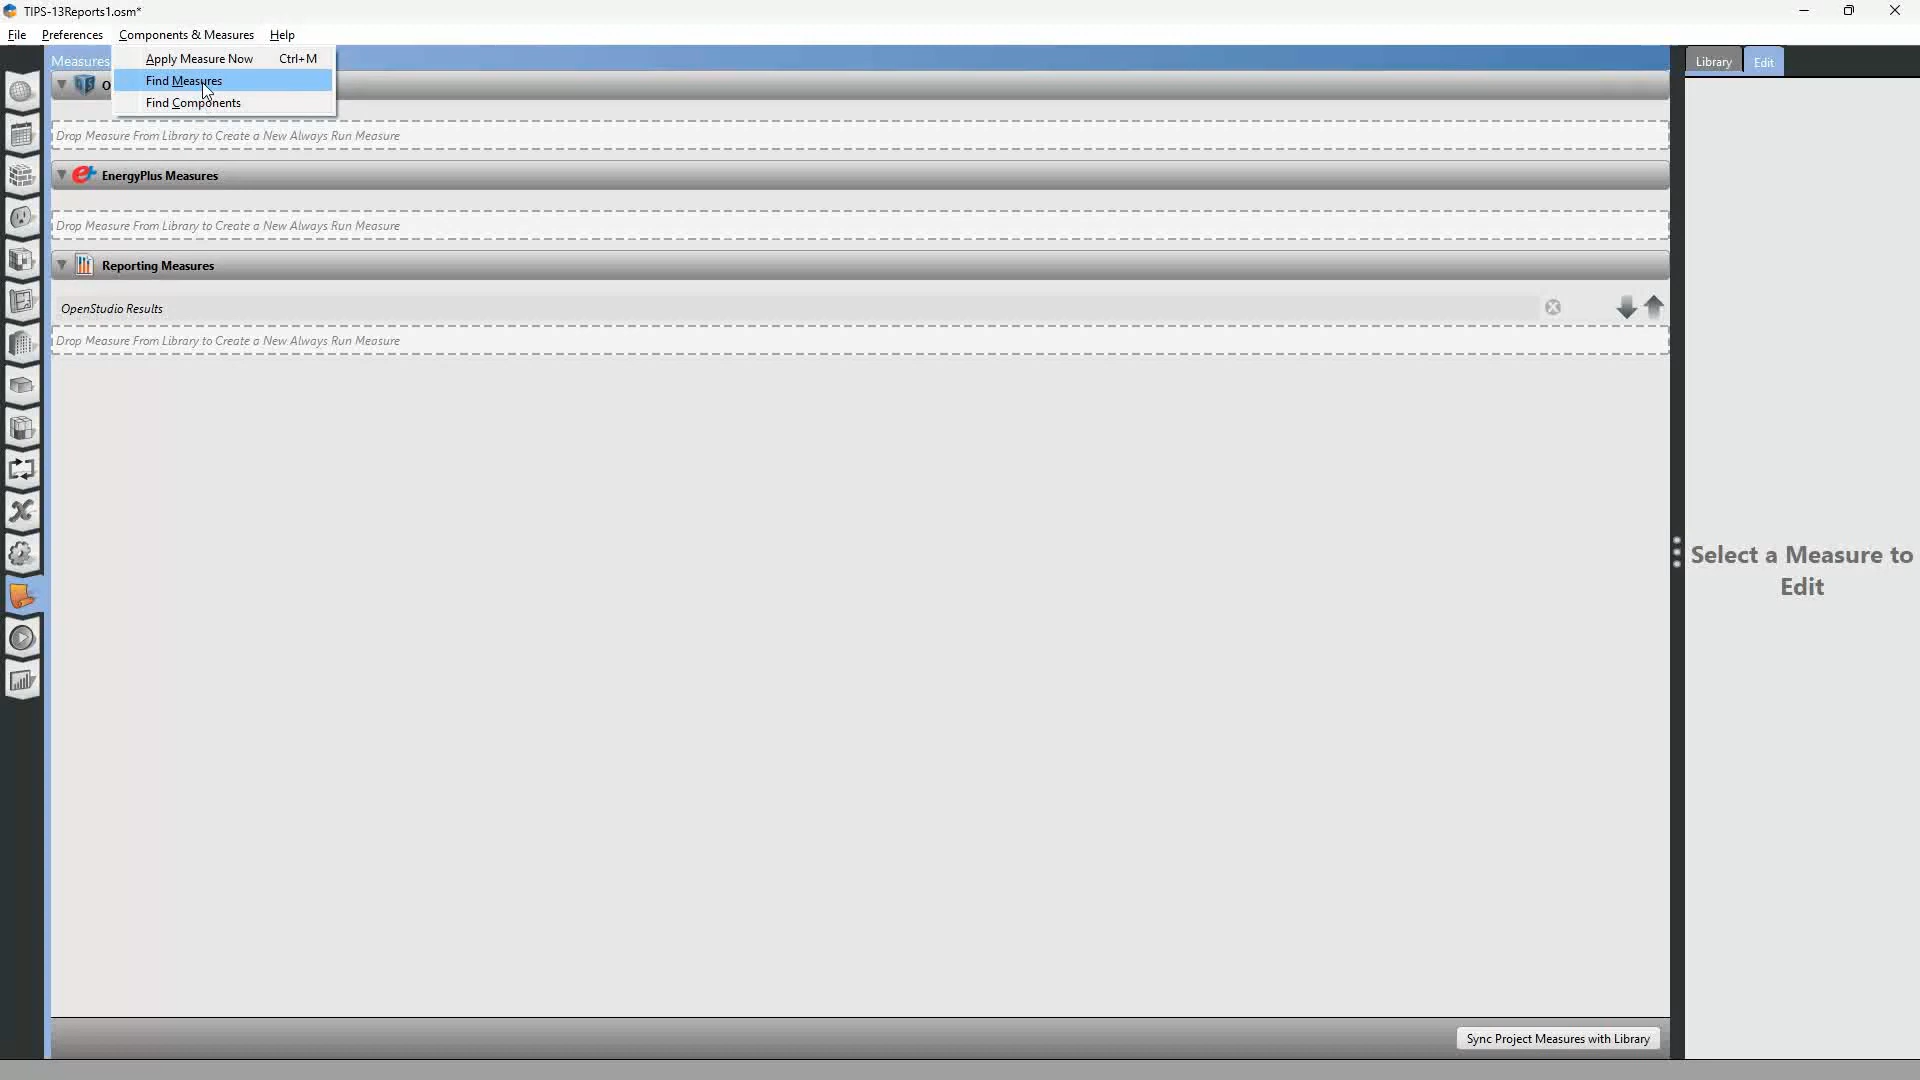 TIPS-13Reports1.osm*
File Preferences Components & Measures Help
Measures
Apply Measure Now Ctrl+M
Find Measures
Find Components
O
Drop Measure From Library to Create a New Always Run Measure
EnergyPlus Measures
Drop Measure From Library to Create a New Always Run Measure
Reporting Measures
OpenStudio Results
Drop Measure From Library to Create a New Always Run Measure
Sync Project Measures with Library
Library Edit
Select a Measure to
Edit